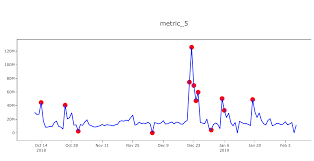 metric_5
120M
100M
80M
60M
40M
20M
0
Oct 14
2018
Oct 28
Nov 11
Nov 25
Dec 9
Dec 23
Jan 6
2019
Jan 20
Feb 3